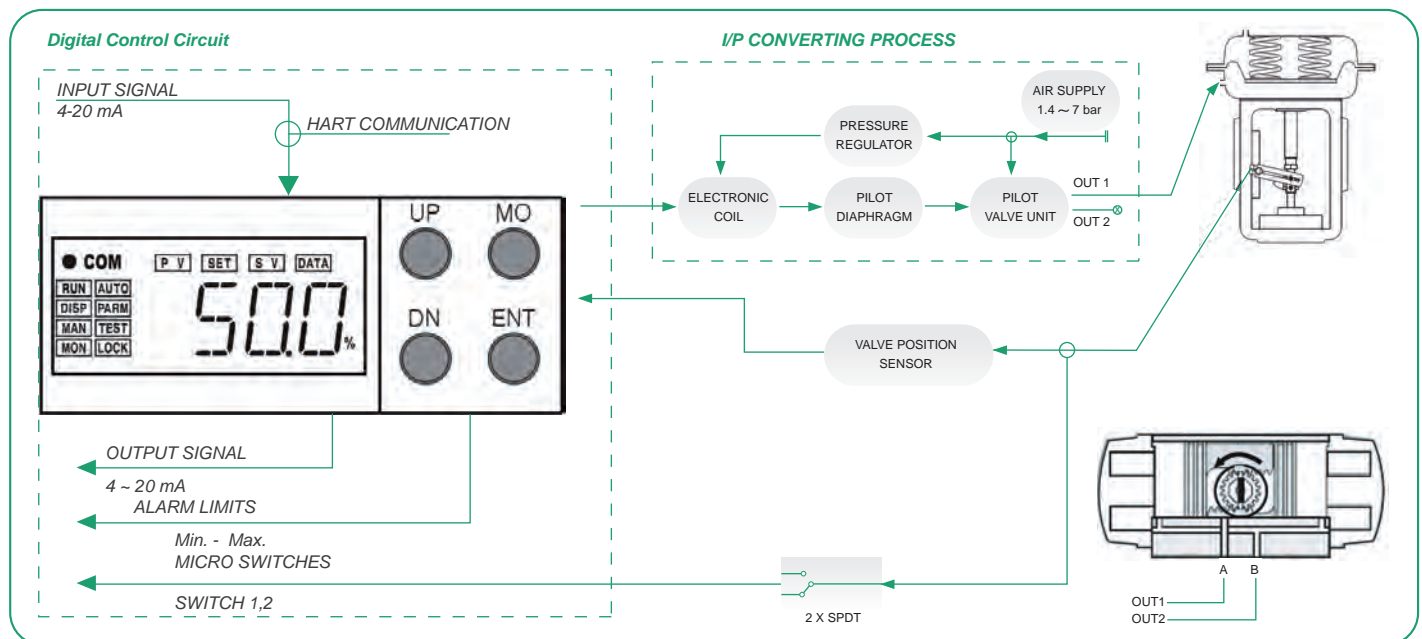 Digital Control Circuit
INPUT SIGNAL
4-20 mA
HART COMMUNICATION
UP
MO
COM
P V
SET
S V
DATA
RUN
AUTO
DISP
PARM
MAN
TEST
MON
LOCK
50.0
%
DN
ENT
OUTPUT SIGNAL
4 ~ 20 mA
ALARM LIMITS
Min. - Max.
MICRO SWITCHES
SWITCH 1,2
I/P CONVERTING PROCESS
AIR SUPPLY
1.4 ~ 7 bar
PRESSURE
REGULATOR
ELECTRONIC
COIL
PILOT
DIAPHRAGM
PILOT
VALVE UNIT
OUT 1
OUT 2
VALVE POSITION
SENSOR
2 X SPDT
A
B
OUT1
OUT2